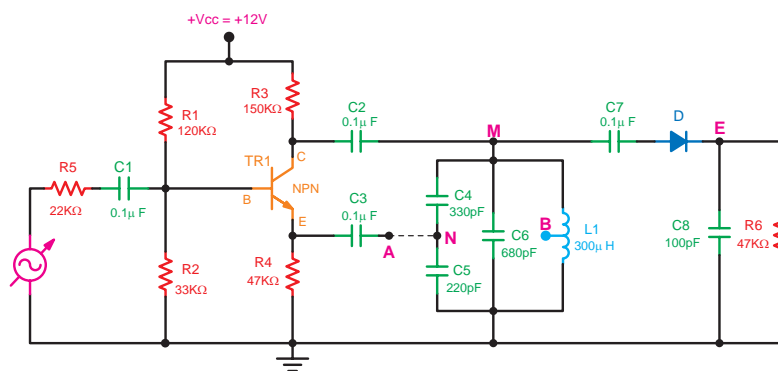 +Vcc = +12V
R3
150KΩ
R1
120KΩ
C2
0.1μ F
C7
0.1μ F
D
M
E
TR1
C
B
NPN
E
R5
22KΩ
C1
0.1μ F
C3
0.1μ F
A
N
C4
330pF
C5
220pF
C6
680pF
B
L1
300μ H
C8
100pF
R6
47KΩ
R2
33KΩ
R4
47KΩ